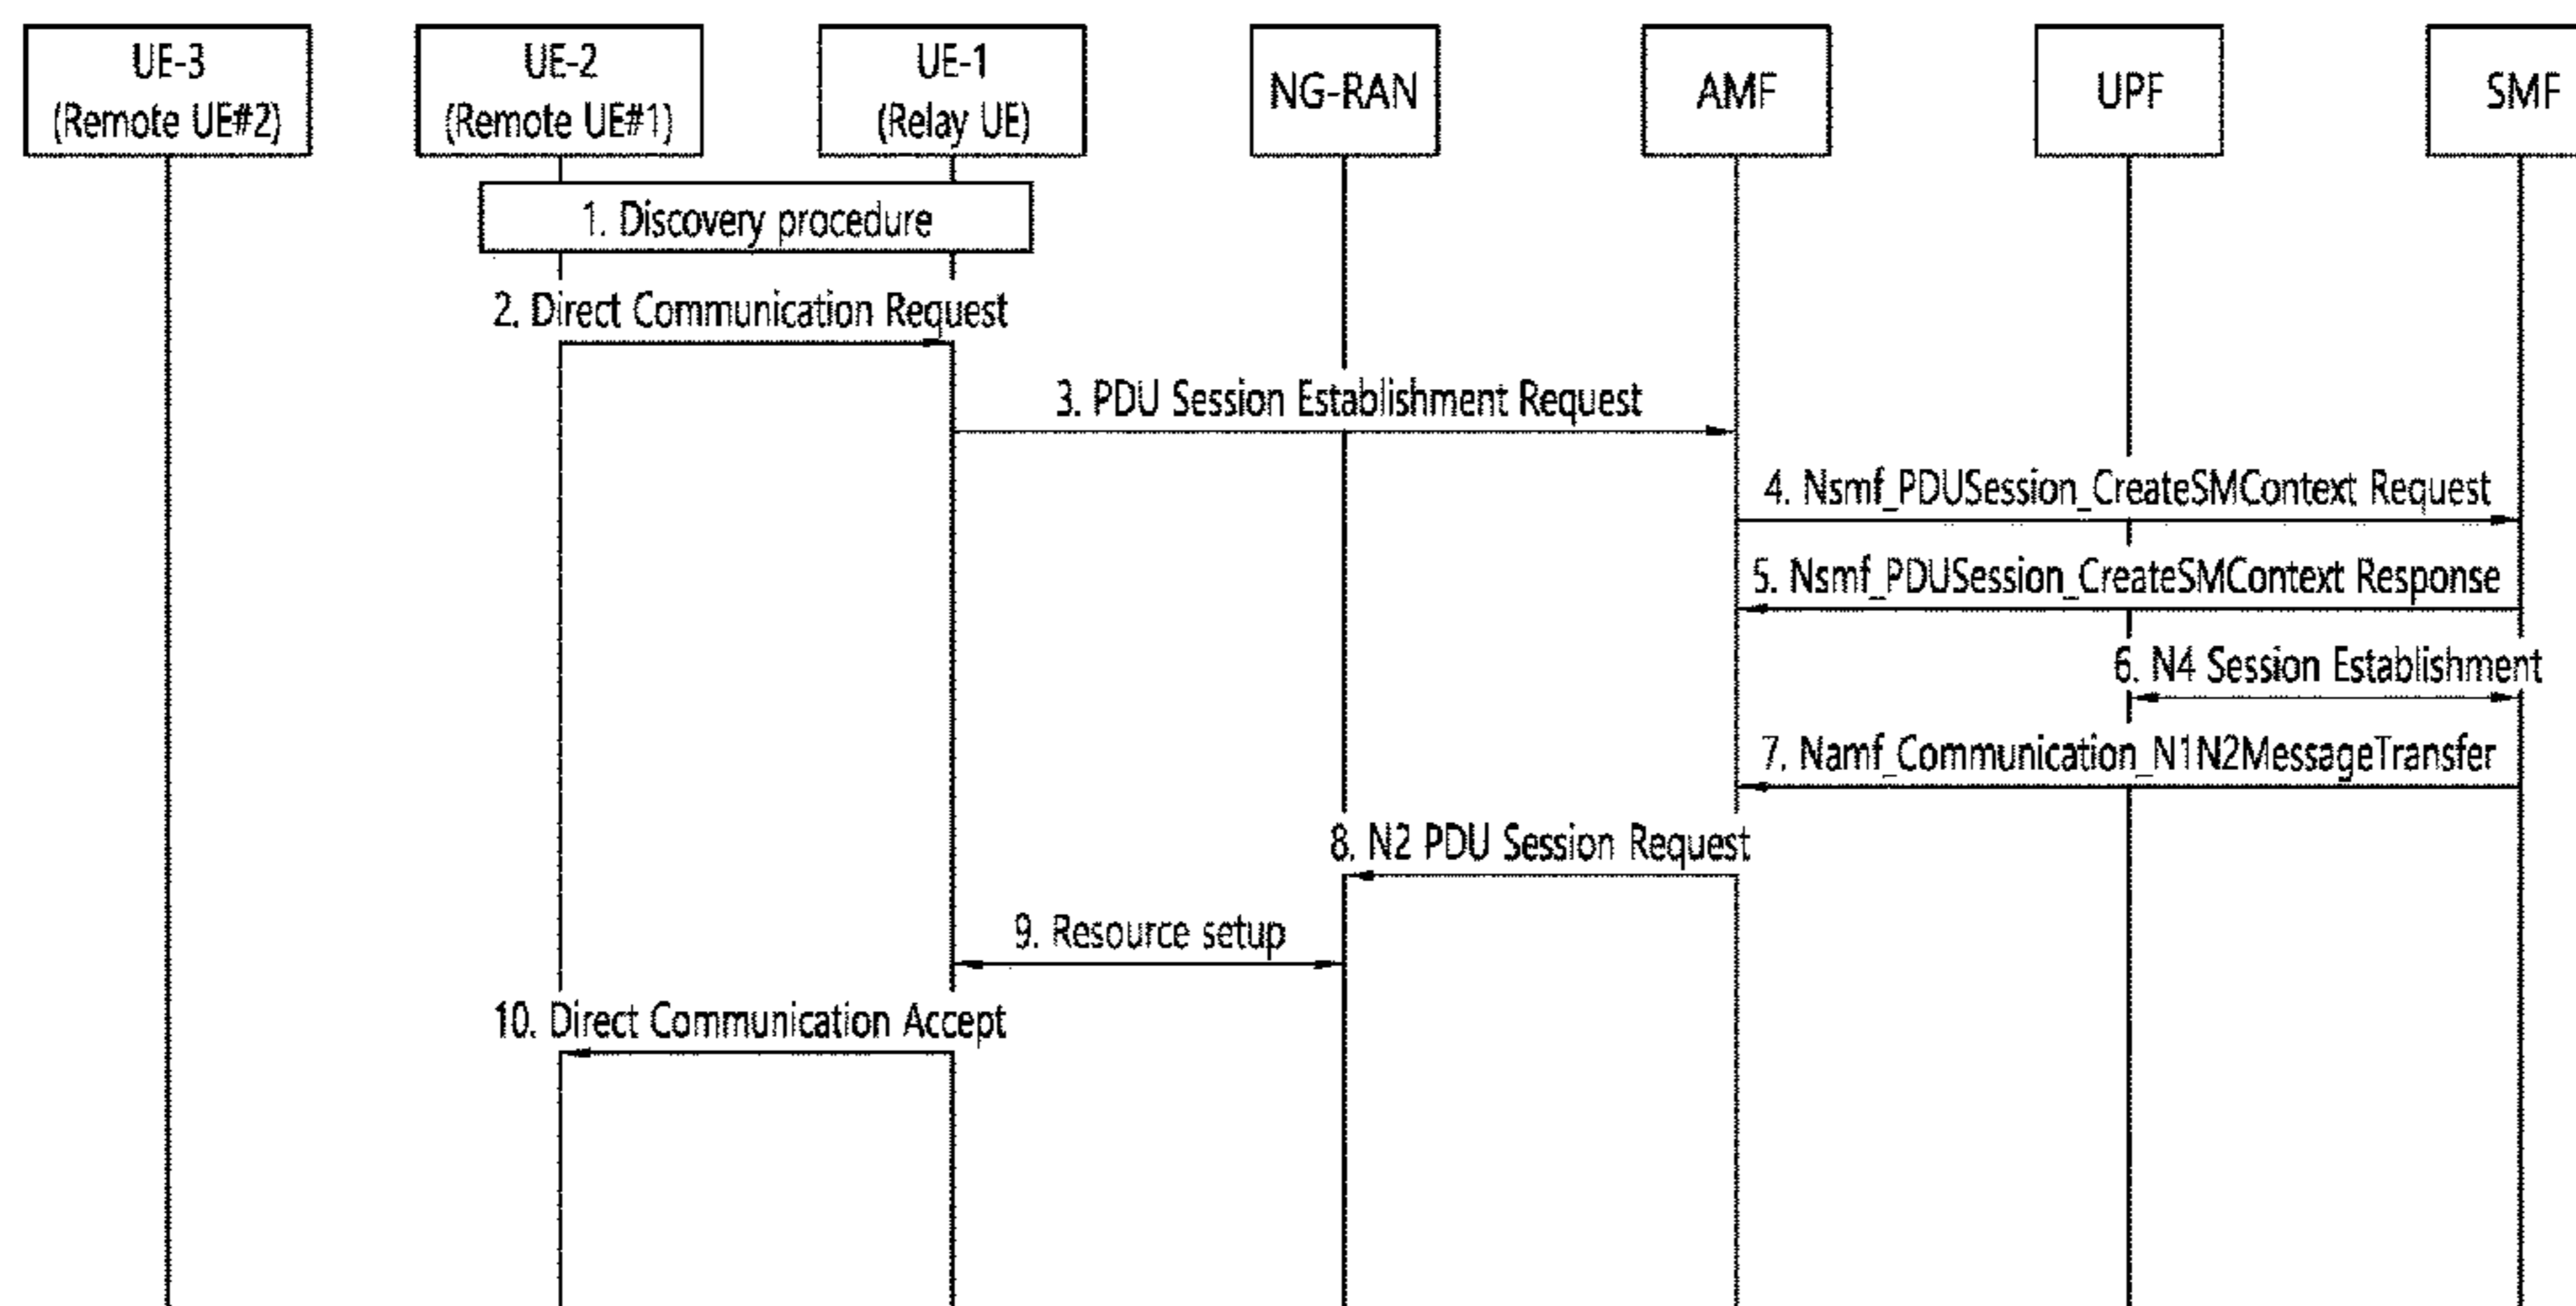 UE-3
(Remote UE#2)
UE-2
(Remote UE#1)
UE-1
(Relay UE)
NG-RAN
AMF
UPF
SMF
1. Discovery procedure
2. Direct Communication Request
3. PDU Session Establishment Request
4. Nsmf_PDUSession_CreateSMContext Request
5. Nsmf_PDUSession_CreateSMContext Response
6. N4 Session Establishment
7. Namf_Communication_N1N2MessageTransfer
8. N2 PDU Session Request
9. Resource setup
10. Direct Communication Accept